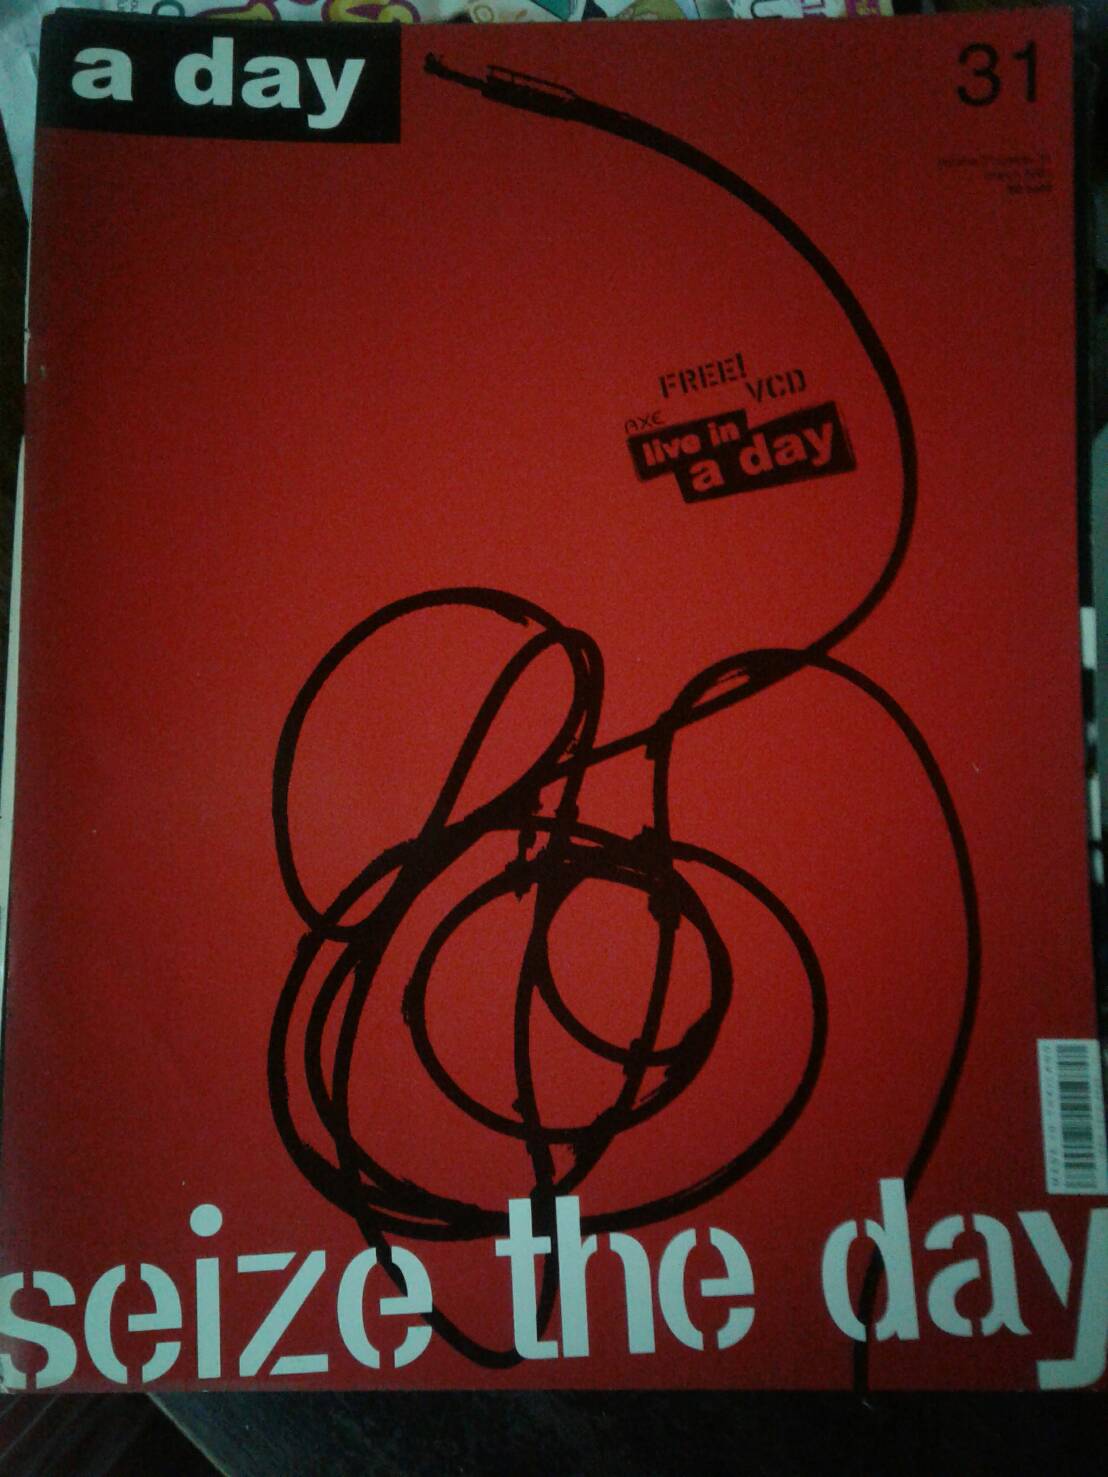 a day
31
FREE!
VCD
AXE
live in
a day
seize the day